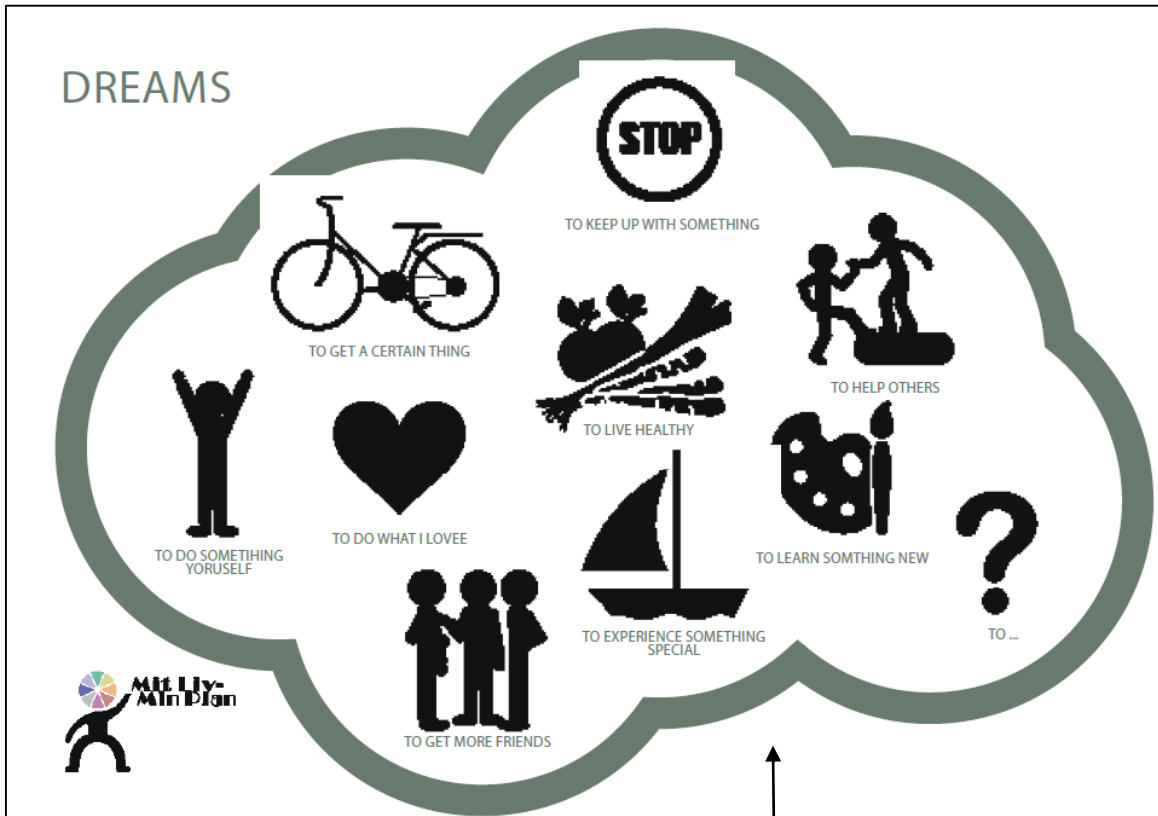 DREAMS
STOP
TO KEEP UP WITH SOMETHING
TO GET A CERTAIN THING
TO HELP OTHERS
TO LIVE HEALTHY
TO DO SOMETIHING
YORUSELF
TO DO WHAT I LOVEE
TO LEARN SOMTHING NEW
TO EXPERIENCE SOMETHING
SPECIAL
TO ...
TO GET MORE FRIENDS
Mit Liv-
Min Plan